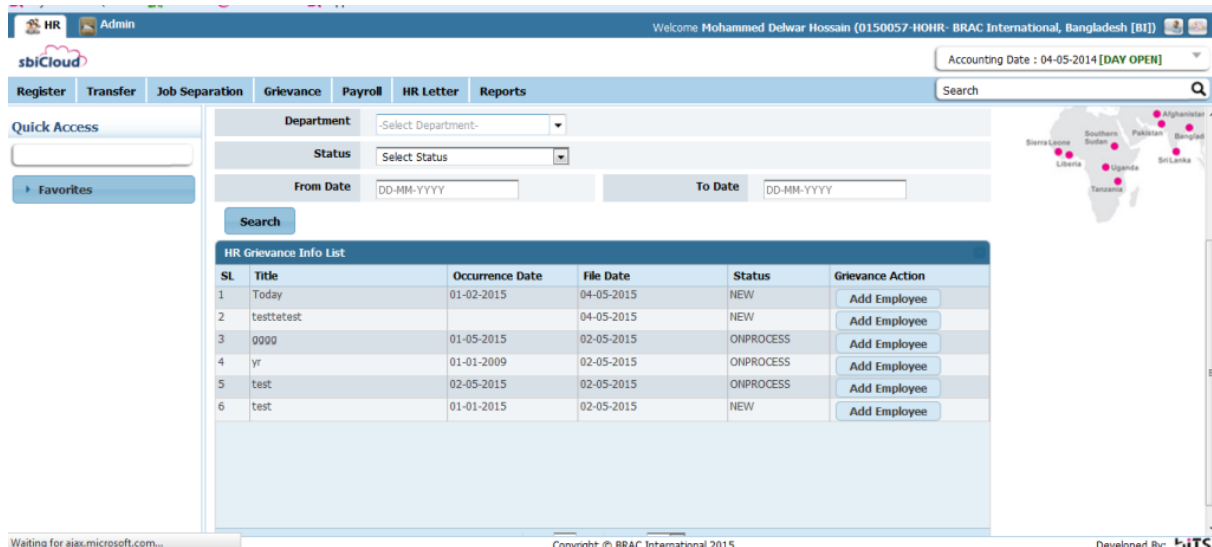 HR Admin Welcome Mohammed Delwar Hossain (0150057-HOHR- BRAC International, Bangladesh [BI])
sbiCloud Accounting Date : 04-05-2014 [DAY OPEN]
Register Transfer Job Separation Grievance Payroll HR Letter Reports Search
Quick Access
Favorites
Department -Select Department-
Status Select Status
From Date DD-MM-YYYY To Date DD-MM-YYYY
Search
Afghanistan
Southern Sudan Pakistan Banglad
SierraLeone
Liberia Uganda SriLanka
Tanzania
HR Grievance Info List
SL Title Occurrence Date File Date Status Grievance Action
1 Today 01-02-2015 04-05-2015 NEW Add Employee
2 testtetest 04-05-2015 NEW Add Employee
3 gggg 01-05-2015 02-05-2015 ONPROCESS Add Employee
4 yr 01-01-2009 02-05-2015 ONPROCESS Add Employee
5 test 02-05-2015 02-05-2015 ONPROCESS Add Employee
6 test 01-01-2015 02-05-2015 NEW Add Employee
Waiting for ajax.microsoft.com... Copyright © BRAC International 2015 Developed By: biTS